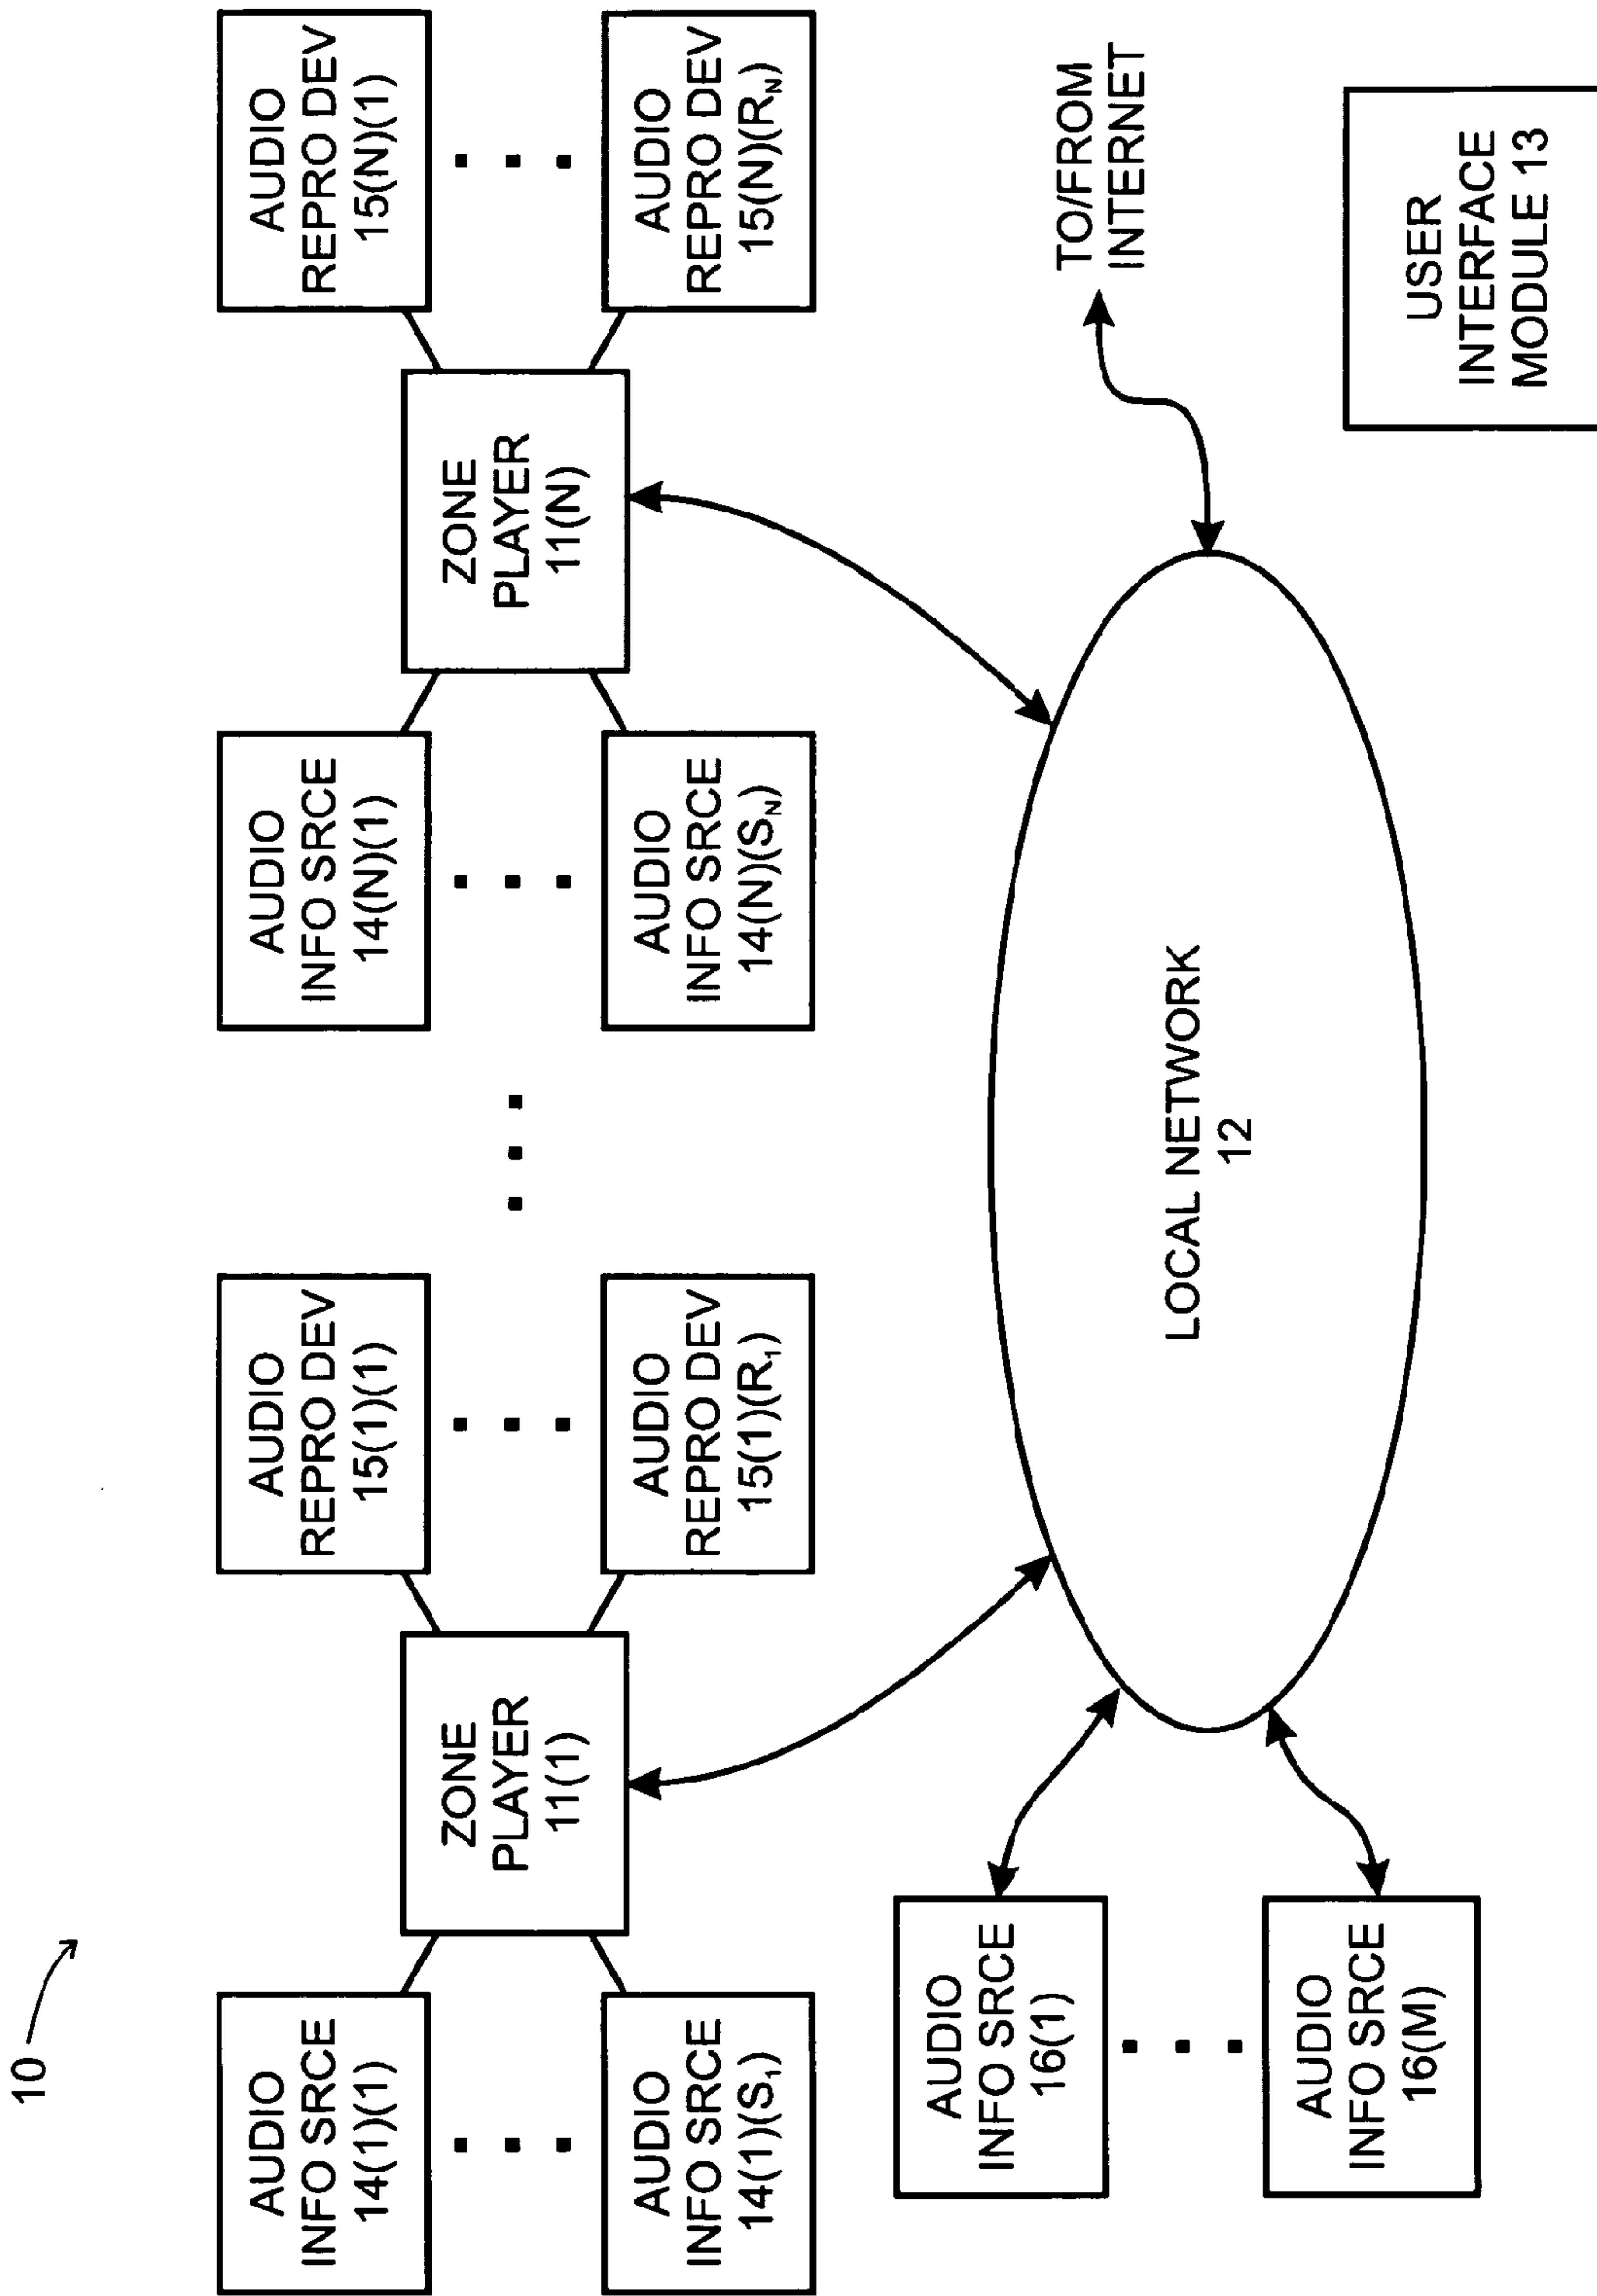 10
AUDIO
INFO SRCE
14(1)(1)
AUDIO
INFO SRCE
14(1)(S₁)
ZONE
PLAYER
11(1)
AUDIO
REPRO DEV
15(1)(1)
AUDIO
REPRO DEV
15(1)(R₁)
AUDIO
INFO SRCE
14(N)(1)
AUDIO
INFO SRCE
14(N)(Sₙ)
ZONE
PLAYER
11(N)
AUDIO
REPRO DEV
15(N)(1)
AUDIO
REPRO DEV
15(N)(Rₙ)
AUDIO
INFO SRCE
16(1)
AUDIO
INFO SRCE
16(M)
LOCAL NETWORK
12
TO/FROM
INTERNET
USER
INTERFACE
MODULE 13